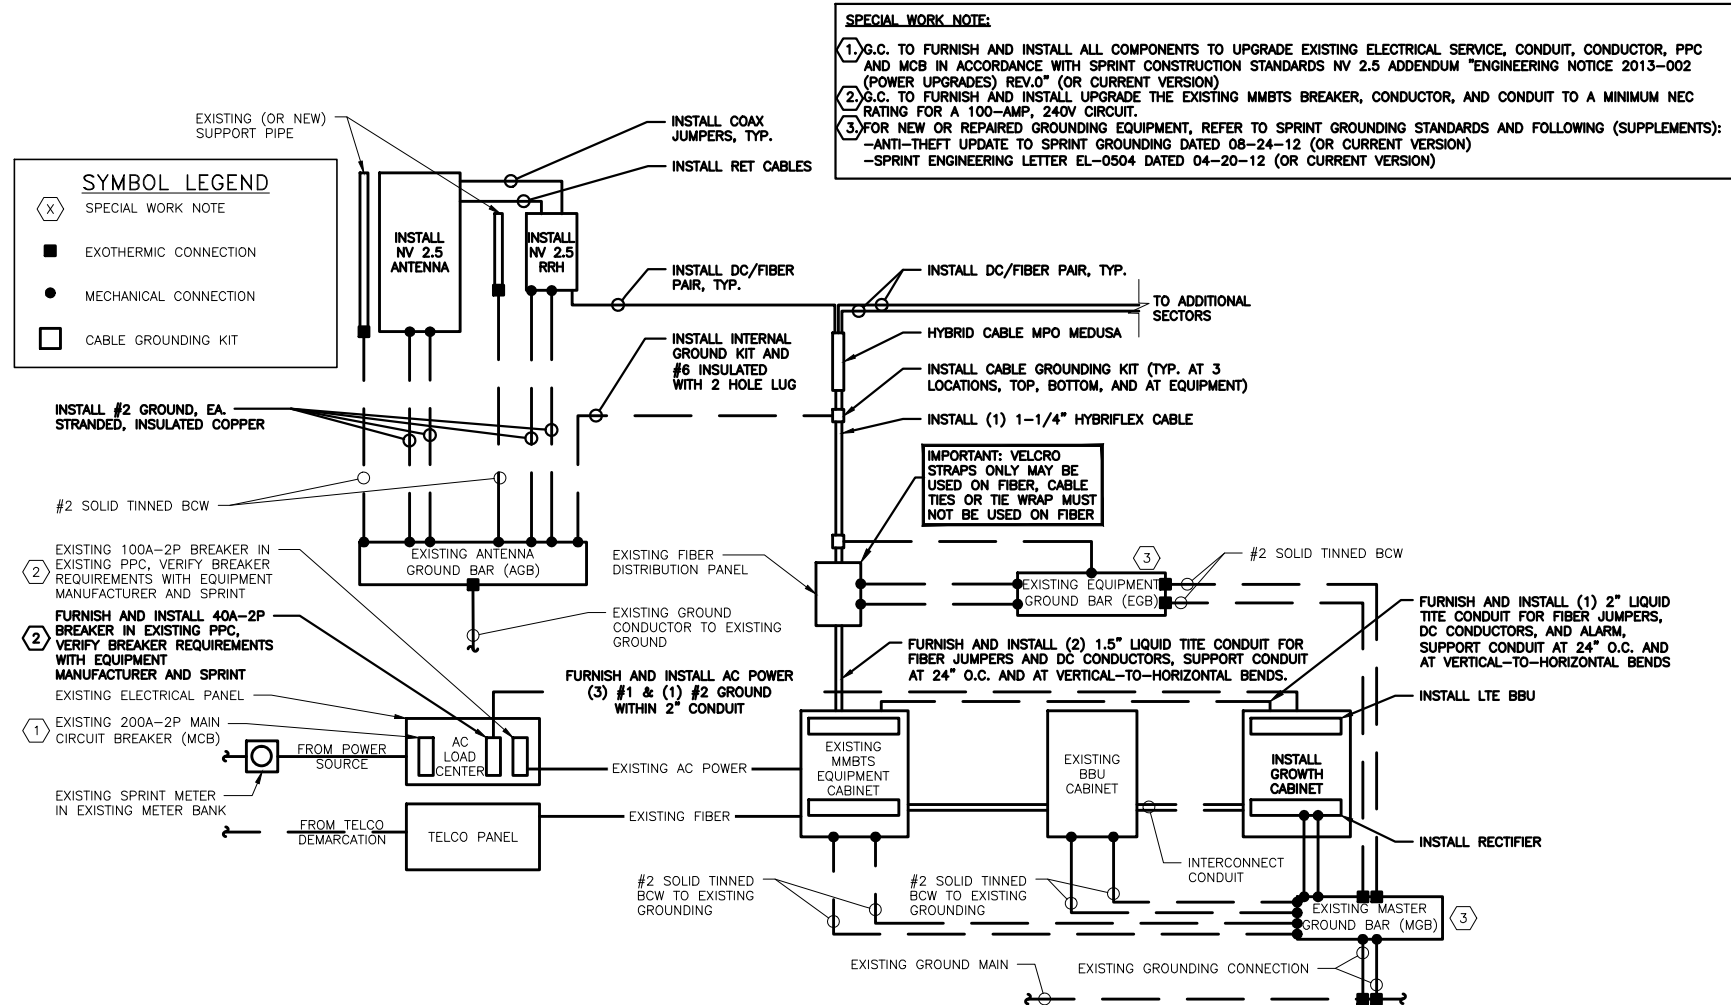 SPECIAL WORK NOTE:
1. G.C. TO FURNISH AND INSTALL ALL COMPONENTS TO UPGRADE EXISTING ELECTRICAL SERVICE, CONDUIT, CONDUCTOR, PPC
AND MCB IN ACCORDANCE WITH SPRINT CONSTRUCTION STANDARDS NV 2.5 ADDENDUM "ENGINEERING NOTICE 2013-002
(POWER UPGRADES) REV.0" (OR CURRENT VERSION)
2. G.C. TO FURNISH AND INSTALL UPGRADE THE EXISTING MMBTS BREAKER, CONDUCTOR, AND CONDUIT TO A MINIMUM NEC
RATING FOR A 100-AMP, 240V CIRCUIT.
3. FOR NEW OR REPAIRED GROUNDING EQUIPMENT, REFER TO SPRINT GROUNDING STANDARDS AND FOLLOWING (SUPPLEMENTS):
-ANTI-THEFT UPDATE TO SPRINT GROUNDING DATED 08-24-12 (OR CURRENT VERSION)
-SPRINT ENGINEERING LETTER EL-0504 DATED 04-20-12 (OR CURRENT VERSION)
EXISTING (OR NEW)
SUPPORT PIPE
INSTALL COAX
JUMPERS, TYP.
INSTALL RET CABLES
SYMBOL LEGEND
X SPECIAL WORK NOTE
EXOTHERMIC CONNECTION
MECHANICAL CONNECTION
CABLE GROUNDING KIT
INSTALL
NV 2.5
ANTENNA
INSTALL
NV 2.5
RRH
INSTALL DC/FIBER
PAIR, TYP.
INSTALL DC/FIBER PAIR, TYP.
TO ADDITIONAL
SECTORS
HYBRID CABLE MPO MEDUSA
INSTALL INTERNAL
GROUND KIT AND
#6 INSULATED
WITH 2 HOLE LUG
INSTALL CABLE GROUNDING KIT (TYP. AT 3
LOCATIONS, TOP, BOTTOM, AND AT EQUIPMENT)
INSTALL #2 GROUND, EA.
STRANDED, INSULATED COPPER
INSTALL (1) 1-1/4" HYBRIFLEX CABLE
IMPORTANT: VELCRO
STRAPS ONLY MAY BE
USED ON FIBER, CABLE
TIES OR TIE WRAP MUST
NOT BE USED ON FIBER
#2 SOLID TINNED BCW
2
EXISTING 100A-2P BREAKER IN
EXISTING PPC, VERIFY BREAKER
REQUIREMENTS WITH EQUIPMENT
MANUFACTURER AND SPRINT
EXISTING ANTENNA
GROUND BAR (AGB)
EXISTING FIBER
DISTRIBUTION PANEL
3
#2 SOLID TINNED BCW
EXISTING EQUIPMENT
GROUND BAR (EGB)
2
FURNISH AND INSTALL 40A-2P
BREAKER IN EXISTING PPC,
VERIFY BREAKER REQUIREMENTS
WITH EQUIPMENT
MANUFACTURER AND SPRINT
EXISTING GROUND
CONDUCTOR TO EXISTING
GROUND
FURNISH AND INSTALL (1) 2" LIQUID
TITE CONDUIT FOR FIBER JUMPERS,
DC CONDUCTORS, AND ALARM,
SUPPORT CONDUIT AT 24" O.C. AND
AT VERTICAL-TO-HORIZONTAL BENDS
FURNISH AND INSTALL (2) 1.5" LIQUID TITE CONDUIT FOR
FIBER JUMPERS AND DC CONDUCTORS, SUPPORT CONDUIT
AT 24" O.C. AND AT VERTICAL-TO-HORIZONTAL BENDS.
FURNISH AND INSTALL AC POWER
(3) #1 & (1) #2 GROUND
WITHIN 2" CONDUIT
EXISTING ELECTRICAL PANEL
INSTALL LTE BBU
1
EXISTING 200A-2P MAIN
CIRCUIT BREAKER (MCB)
FROM POWER
SOURCE
AC
LOAD
CENTER
EXISTING AC POWER
EXISTING
MMBTS
EQUIPMENT
CABINET
EXISTING
BBU
CABINET
INSTALL
GROWTH
CABINET
EXISTING SPRINT METER
IN EXISTING METER BANK
FROM TELCO
DEMARCATION
TELCO PANEL
EXISTING FIBER
INSTALL RECTIFIER
INTERCONNECT
CONDUIT
#2 SOLID TINNED
BCW TO EXISTING
GROUNDING
#2 SOLID TINNED
BCW TO EXISTING
GROUNDING
EXISTING MASTER
GROUND BAR (MGB)
3
EXISTING GROUND MAIN
EXISTING GROUNDING CONNECTION